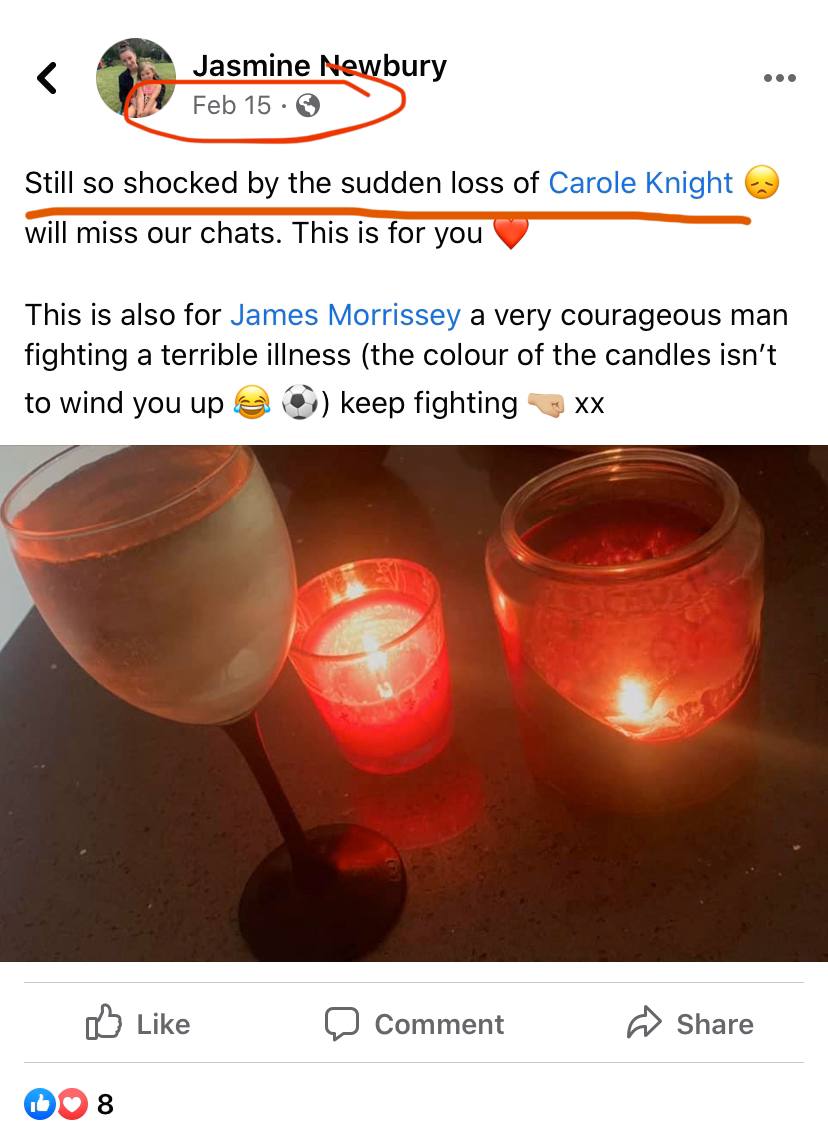 Jasmine Newbury
Feb 15 ·
Still so shocked by the sudden loss of Carole Knight 😞
will miss our chats. This is for you ❤️
This is also for James Morrissey a very courageous man
fighting a terrible illness (the colour of the candles isn't
to wind you up 😂 ⚽) keep fighting 🤜🏼 xx
Like Comment Share
8